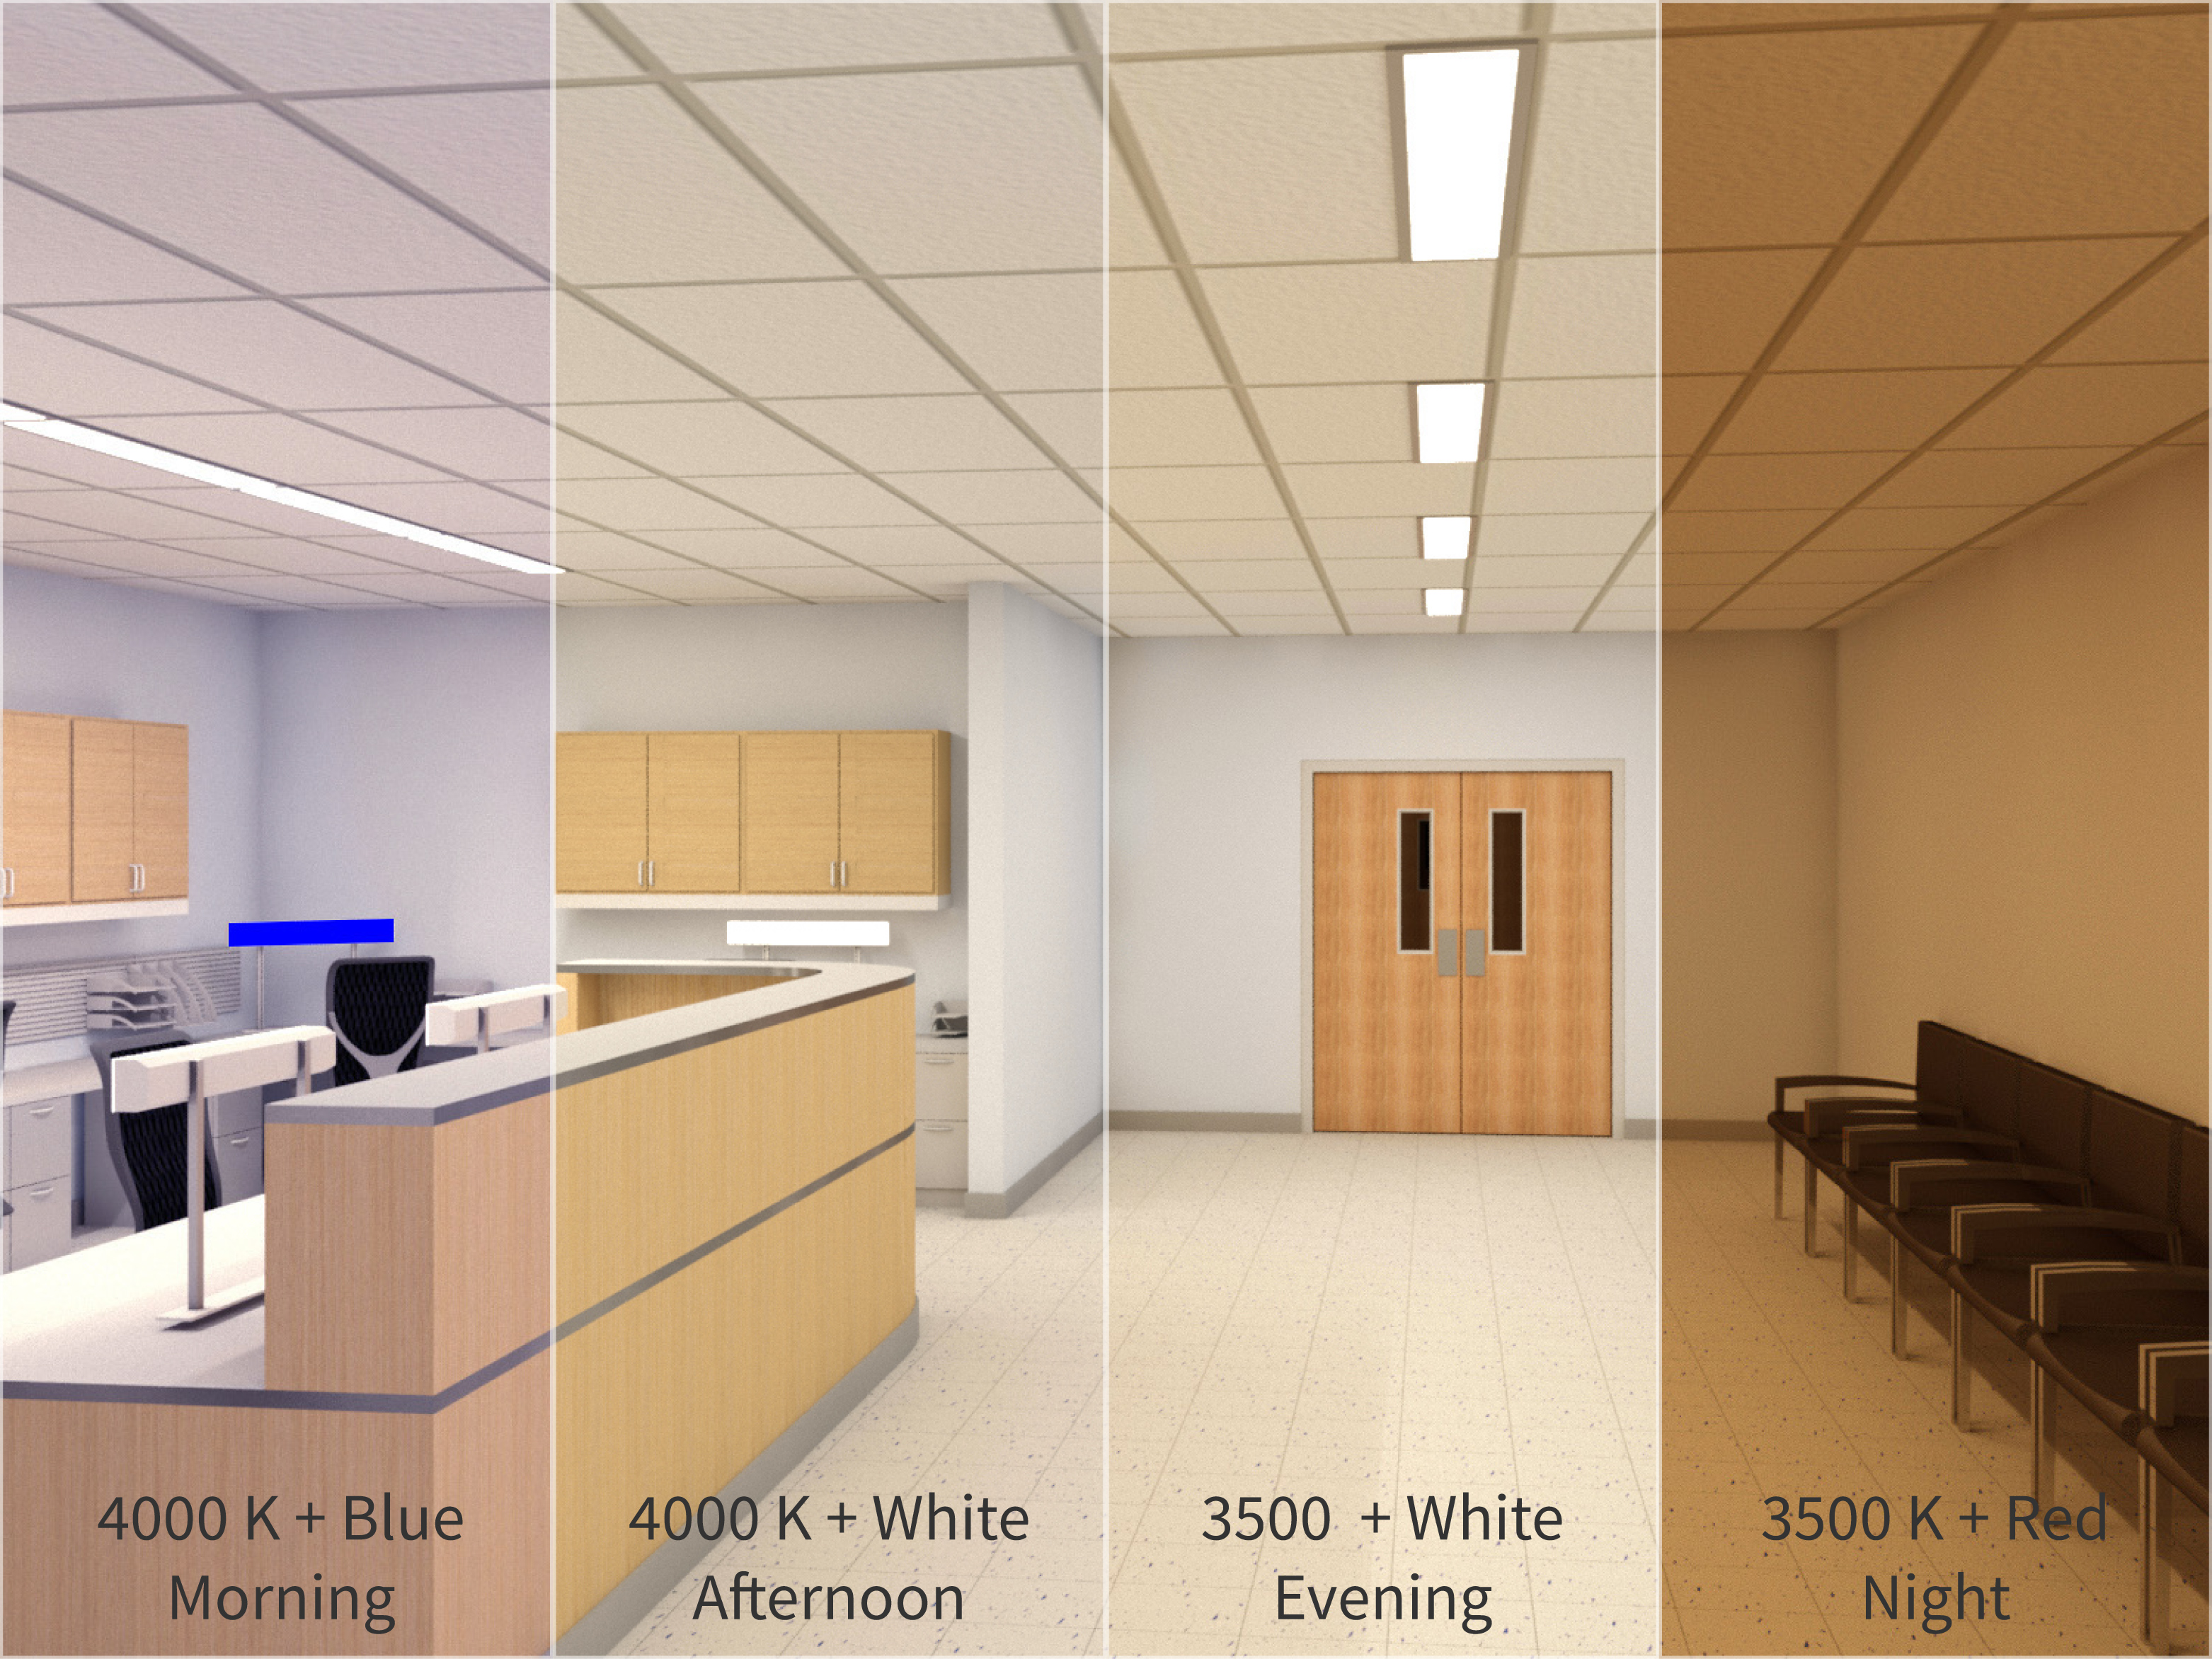 4000 K + Blue
Morning
4000 K + White
Afternoon
3500  + White
Evening
3500 K + Red
Night